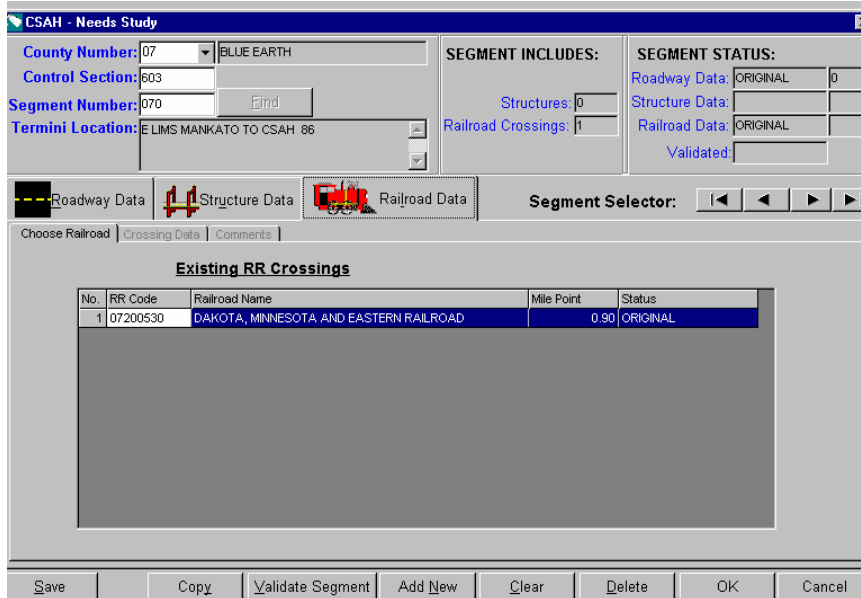 CSAH - Needs Study
County Number: 07 BLUE EARTH
Control Section: 603
Segment Number: 070 Find
Termini Location: E LIMS MANKATO TO CSAH 86
SEGMENT INCLUDES:
Structures: 0
Railroad Crossings: 1
SEGMENT STATUS:
Roadway Data: ORIGINAL 0
Structure Data:
Railroad Data: ORIGINAL
Validated:
Roadway Data Structure Data Railroad Data Segment Selector:
Choose Railroad Crossing Data Comments
Existing RR Crossings
No. RR Code Railroad Name Mile Point Status
1 07200530 DAKOTA, MINNESOTA AND EASTERN RAILROAD 0.90 ORIGINAL
Save Copy Validate Segment Add New Clear Delete OK Cancel